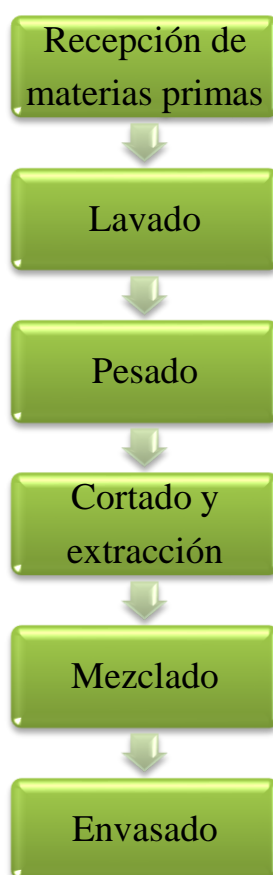 Recepción de
materias primas
Lavado
Pesado
Cortado y
extracción
Mezclado
Envasado